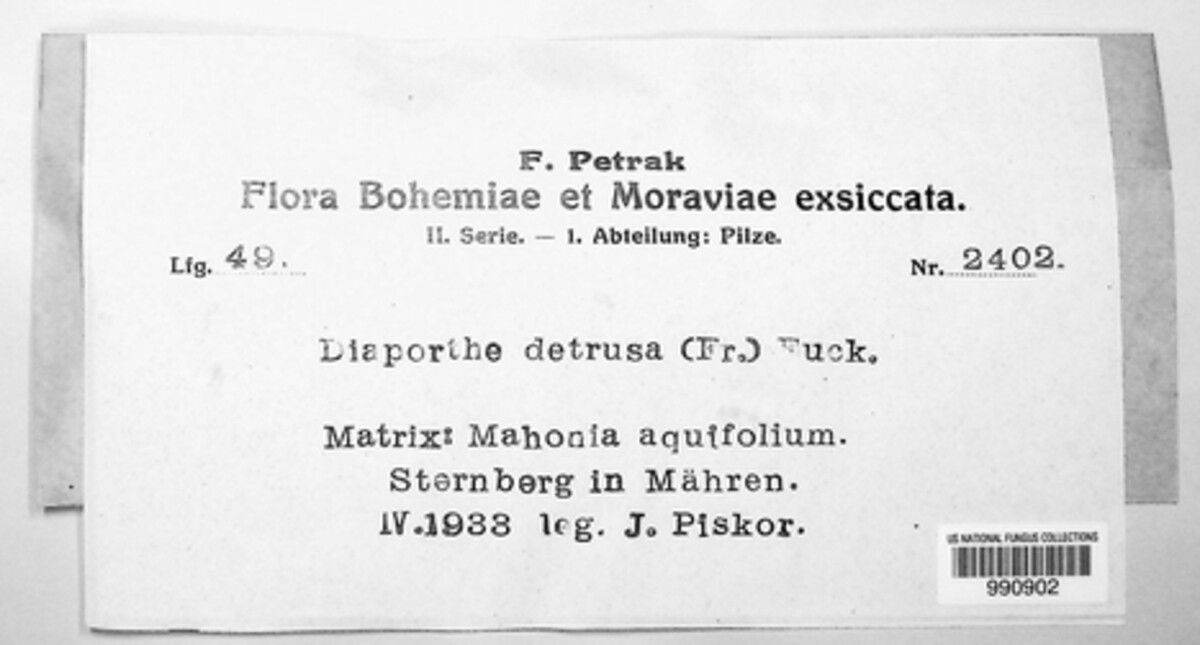 F. Petrak
Flora Bohemiae et Moraviae exsiccata.
II. Serie. — 1. Abteilung: Pilze.
Lfg. 49.
Nr. 2402.
Diaporthe detrusa (Fr.) Fuck.
Matrix: Mahonia aquifolium.
Sternberg in Mähren.
IV.1933 leg. J. Piskor.
US NATIONAL FUNGUS COLLECTIONS
990902